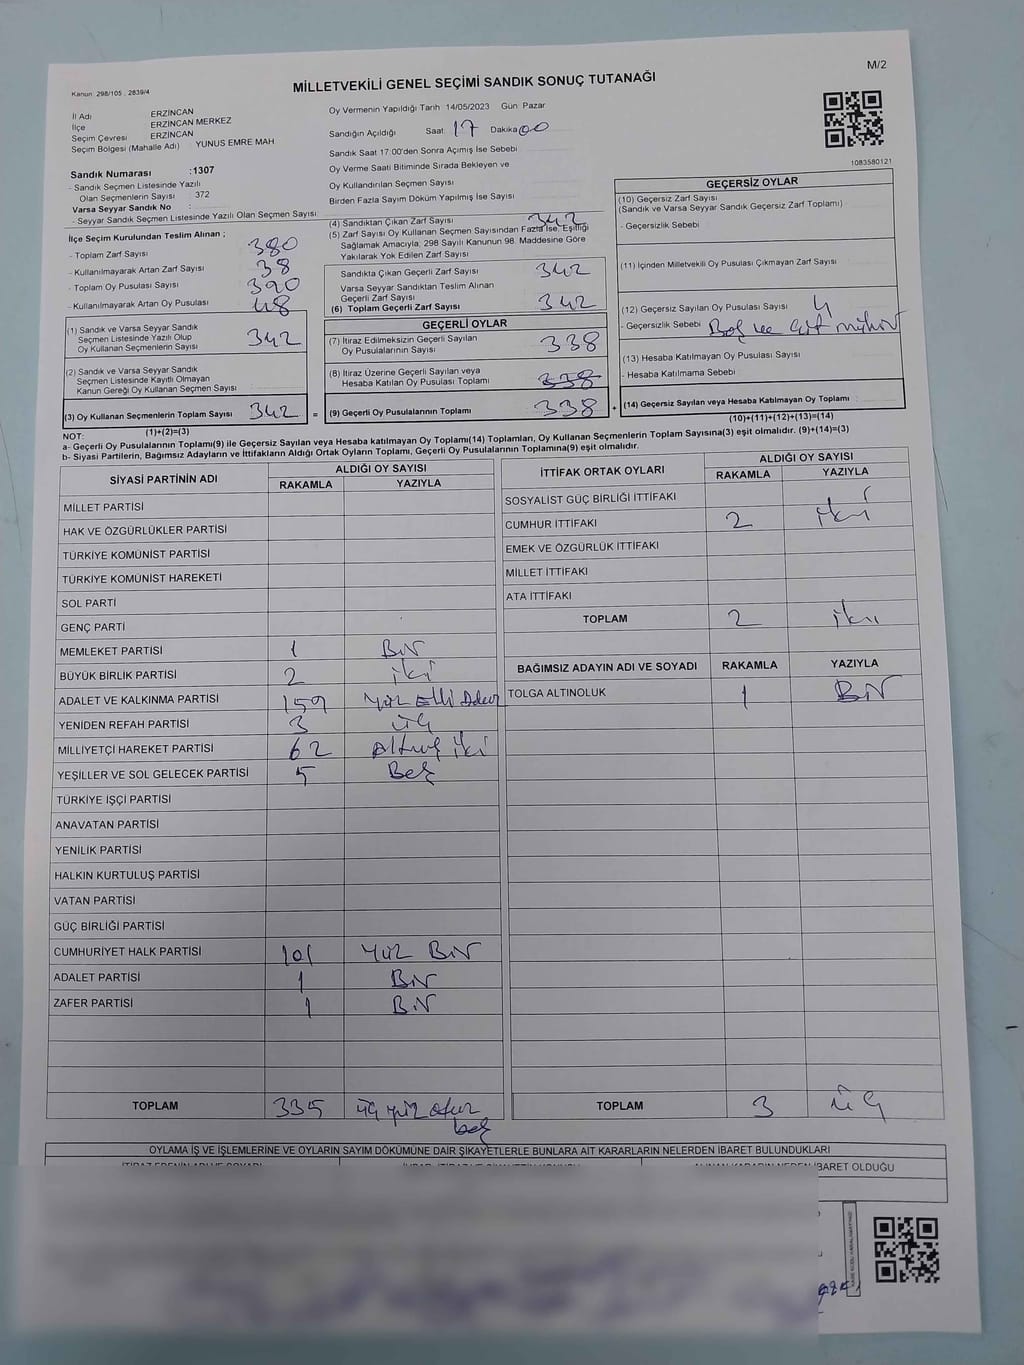 M/2
Kanun 298/105 , 2839/4
MİLLETVEKİLİ GENEL SEÇİMİ SANDIK SONUÇ TUTANAĞI
İl Adı ERZİNCAN
İlçe ERZİNCAN MERKEZ
Seçim Çevresi ERZİNCAN
Seçim Bölgesi (Mahalle Adı) YUNUS EMRE MAH
Sandık Numarası :1307
- Sandık Seçmen Listesinde Yazılı
Olan Seçmenlerin Sayısı : 372
Varsa Seyyar Sandık No :
- Seyyar Sandık Seçmen Listesinde Yazılı Olan Seçmen Sayısı
Oy Vermenin Yapıldığı Tarih 14/05/2023 Gün Pazar
Sandığın Açıldığı Saat 17 Dakika 00
Sandık Saat 17:00'den Sonra Açımış İse Sebebi
Oy Verme Saati Bitiminde Sırada Bekleyen ve
Oy Kullandırılan Seçmen Sayısı
Birden Fazla Sayım Döküm Yapılmış İse Sayısı
1083580121
İlçe Seçim Kurulundan Teslim Alınan ;
- Toplam Zarf Sayısı 380
- Kullanılmayarak Artan Zarf Sayısı 38
- Toplam Oy Pusulası Sayısı 390
- Kullanılmayarak Artan Oy Pusulası 48
(1) Sandık ve Varsa Seyyar Sandık
Seçmen Listesinde Yazılı Olup
Oy Kullanan Seçmenlerin Sayısı 342
(2) Sandık ve Varsa Seyyar Sandık
Seçmen Listesinde Kayıtlı Olmayan
Kanun Gereği Oy Kullanan Seçmen Sayısı
(3) Oy Kullanan Seçmenlerin Toplam Sayısı 342 =
(1)+(2)=(3)
(4) Sandıktan Çıkan Zarf Sayısı 342
(5) Zarf Sayısı Oy Kullanan Seçmen Sayısından Fazla İse, Eşitliği
Sağlamak Amacıyla, 298 Sayılı Kanunun 98. Maddesine Göre
Yakılarak Yok Edilen Zarf Sayısı
Sandıkta Çıkan Geçerli Zarf Sayısı 342
Varsa Seyyar Sandıktan Teslim Alınan
Geçerli Zarf Sayısı
(6) Toplam Geçerli Zarf Sayısı 342
GEÇERLİ OYLAR
(7) İtiraz Edilmeksizin Geçerli Sayılan
Oy Pusulalarının Sayısı 338
(8) İtiraz Üzerine Geçerli Sayılan veya
Hesaba Katılan Oy Pusulası Toplamı 338
(9) Geçerli Oy Pusulalarının Toplamı 338 +
GEÇERSİZ OYLAR
(10) Geçersiz Zarf Sayısı
(Sandık ve Varsa Seyyar Sandık Geçersiz Zarf Toplamı)
- Geçersizlik Sebebi
(11) İçinden Milletvekili Oy Pusulası Çıkmayan Zarf Sayısı
(12) Geçersiz Sayılan Oy Pusulası Sayısı 4
- Geçersizlik Sebebi Boş ve çift mühür
(13) Hesaba Katılmayan Oy Pusulası Sayısı
- Hesaba Katılmama Sebebi
(14) Geçersiz Sayılan veya Hesaba Katılmayan Oy Toplamı :
(10)+(11)+(12)+(13)=(14)
NOT:
a- Geçerli Oy Pusulalarının Toplamı(9) ile Geçersiz Sayılan veya Hesaba katılmayan Oy Toplamı(14) Toplamları, Oy Kullanan Seçmenlerin Toplam Sayısına(3) eşit olmalıdır. (9)+(14)=(3)
b- Siyasi Partilerin, Bağımsız Adayların ve İttifakların Aldığı Ortak Oyların Toplamı, Geçerli Oy Pusulalarının Toplamına(9) eşit olmalıdır.
SİYASİ PARTİNİN ADI ALDIĞI OY SAYISI
RAKAMLA YAZIYLA
MİLLET PARTİSİ
HAK VE ÖZGÜRLÜKLER PARTİSİ
TÜRKİYE KOMÜNİST PARTİSİ
TÜRKİYE KOMÜNİST HAREKETİ
SOL PARTİ
GENÇ PARTİ
MEMLEKET PARTİSİ 1 Bir
BÜYÜK BİRLİK PARTİSİ 2 iki
ADALET VE KALKINMA PARTİSİ 159
YENİDEN REFAH PARTİSİ 3 üç
MİLLİYETÇİ HAREKET PARTİSİ 62 Altmış iki
YEŞİLLER VE SOL GELECEK PARTİSİ 5 Beş
TÜRKİYE İŞÇİ PARTİSİ
ANAVATAN PARTİSİ
YENİLİK PARTİSİ
HALKIN KURTULUŞ PARTİSİ
VATAN PARTİSİ
GÜÇ BİRLİĞİ PARTİSİ
CUMHURİYET HALK PARTİSİ 101 Yüz Bir
ADALET PARTİSİ 1 Bir
ZAFER PARTİSİ 1 Bir
TOPLAM 335 üç yüz otuz
beş
İTTİFAK ORTAK OYLARI ALDIĞI OY SAYISI
RAKAMLA YAZIYLA
SOSYALİST GÜÇ BİRLİĞİ İTTİFAKI
CUMHUR İTTİFAKI 2 iki
EMEK VE ÖZGÜRLÜK İTTİFAKI
MİLLET İTTİFAKI
ATA İTTİFAKI
TOPLAM 2 iki
BAĞIMSIZ ADAYIN ADI VE SOYADI RAKAMLA YAZIYLA
TOLGA ALTINOLUK 1 Bir
TOPLAM 3 üç
OYLAMA İŞ VE İŞLEMLERİNE VE OYLARIN SAYIM DÖKÜMÜNE DAİR ŞİKAYETLERLE BUNLARA AİT KARARLARIN NELERDEN İBARET BULUNDUKLARI
İBARET OLDUĞU